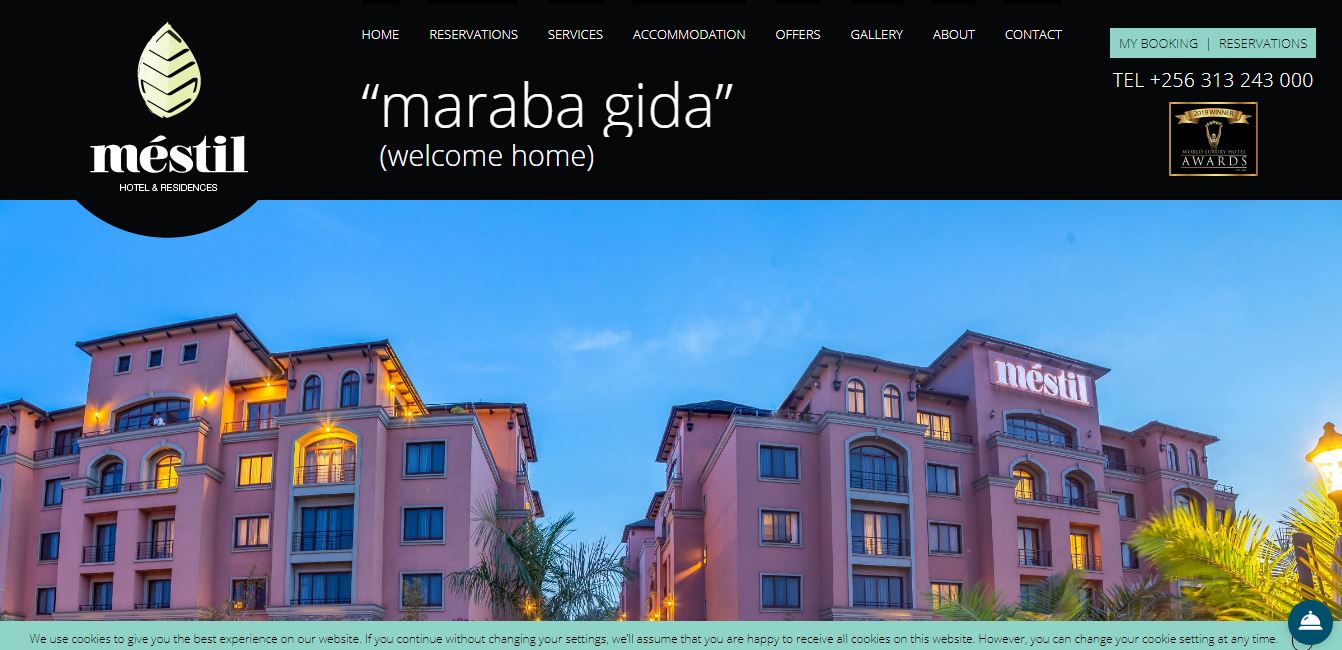 HOME RESERVATIONS SERVICES ACCOMMODATION OFFERS GALLERY ABOUT CONTACT
MY BOOKING | RESERVATIONS
TEL +256 313 243 000
2019 WINNER
WORLD LUXURY HOTEL
AWARDS
méstil
HOTEL & RESIDENCES
“maraba gida”
(welcome home)
méstil
We use cookies to give you the best experience on our website. If you continue without changing your settings, we'll assume that you are happy to receive all cookies on this website. However, you can change your cookie setting at any time.